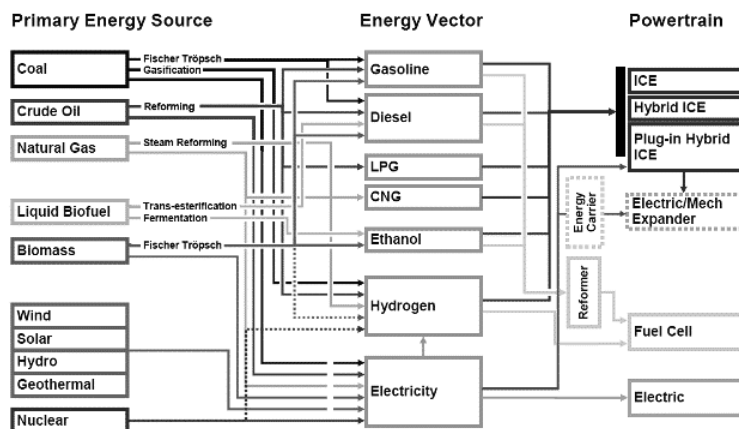 Primary Energy Source
Energy Vector
Powertrain
Coal
Fischer Tröpsch
Gasification
Crude Oil
Reforming
Natural Gas
Steam Reforming
Liquid Biofuel
Trans-esterification
Fermentation
Biomass
Fischer Tröpsch
Wind
Solar
Hydro
Geothermal
Nuclear
Gasoline
Diesel
LPG
CNG
Ethanol
Hydrogen
Electricity
ICE
Hybrid ICE
Plug-in Hybrid
ICE
Energy
Carrier
Electric/Mech
Expander
Reformer
Fuel Cell
Electric